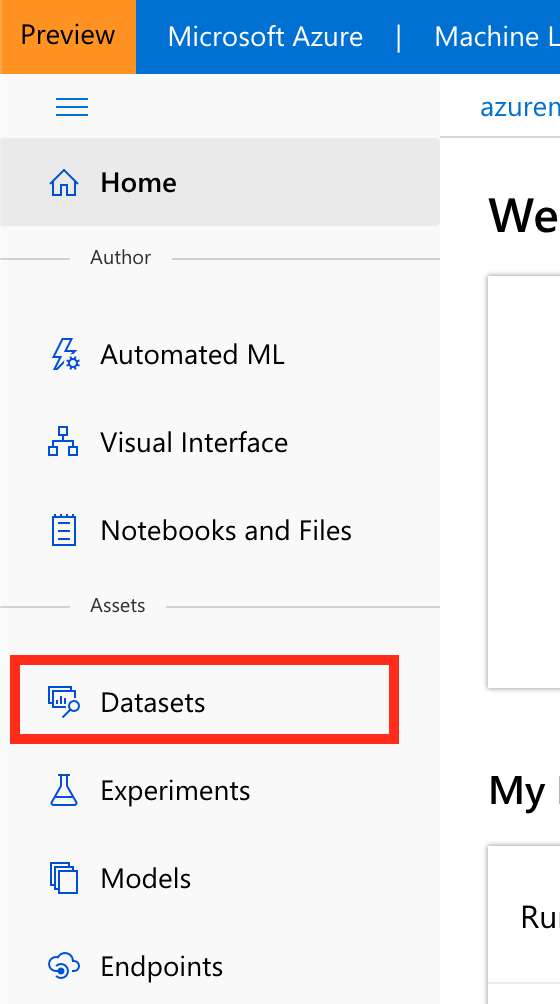 Preview Microsoft Azure | Machine L
azurem
Home
We
Author
Automated ML
Visual Interface
Notebooks and Files
Assets
Datasets
Experiments
My
Models
Ru
Endpoints